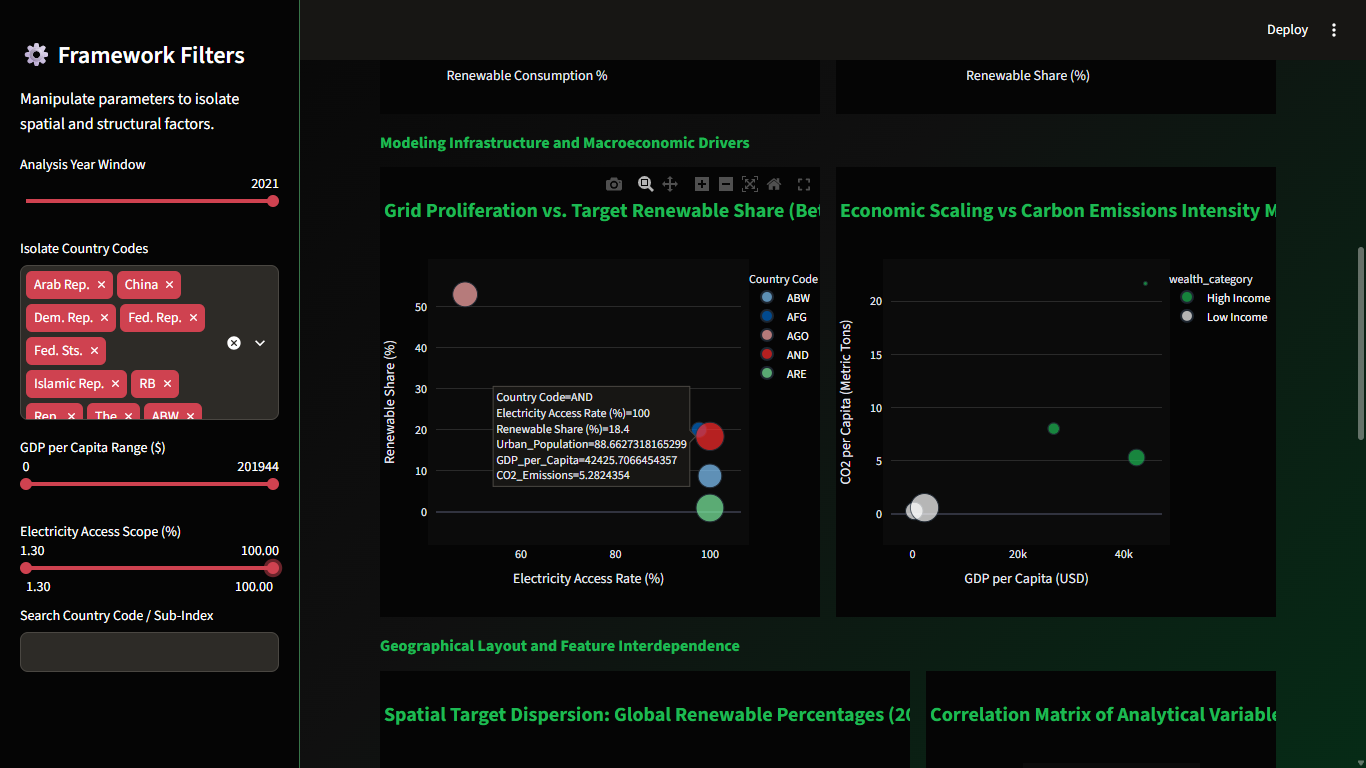 Framework Filters
Manipulate parameters to isolate
spatial and structural factors.
Analysis Year Window
2021
Isolate Country Codes
Arab Rep. ×
China ×
Dem. Rep. ×
Fed. Rep. ×
Fed. Sts. ×
Islamic Rep. ×
RB ×
Rep. ×
The ×
ABW ×
GDP per Capita Range ($)
0
201944
Electricity Access Scope (%)
1.30
100.00
1.30
100.00
Search Country Code / Sub-Index
Deploy
Renewable Consumption %
Renewable Share (%)
Modeling Infrastructure and Macroeconomic Drivers
Grid Proliferation vs. Target Renewable Share (Bet
Renewable Share (%)
50
40
30
20
10
0
60
80
100
Electricity Access Rate (%)
Country Code
ABW
AFG
AGO
AND
ARE
Country Code=AND
Electricity Access Rate (%)=100
Renewable Share (%)=18.4
Urban_Population=88.6627318165299
GDP_per_Capita=42425.7066454357
CO2_Emissions=5.2824354
Economic Scaling vs Carbon Emissions Intensity M
CO2 per Capita (Metric Tons)
20
15
10
5
0
0
20k
40k
GDP per Capita (USD)
wealth_category
High Income
Low Income
Geographical Layout and Feature Interdependence
Spatial Target Dispersion: Global Renewable Percentages (20
Correlation Matrix of Analytical Variable